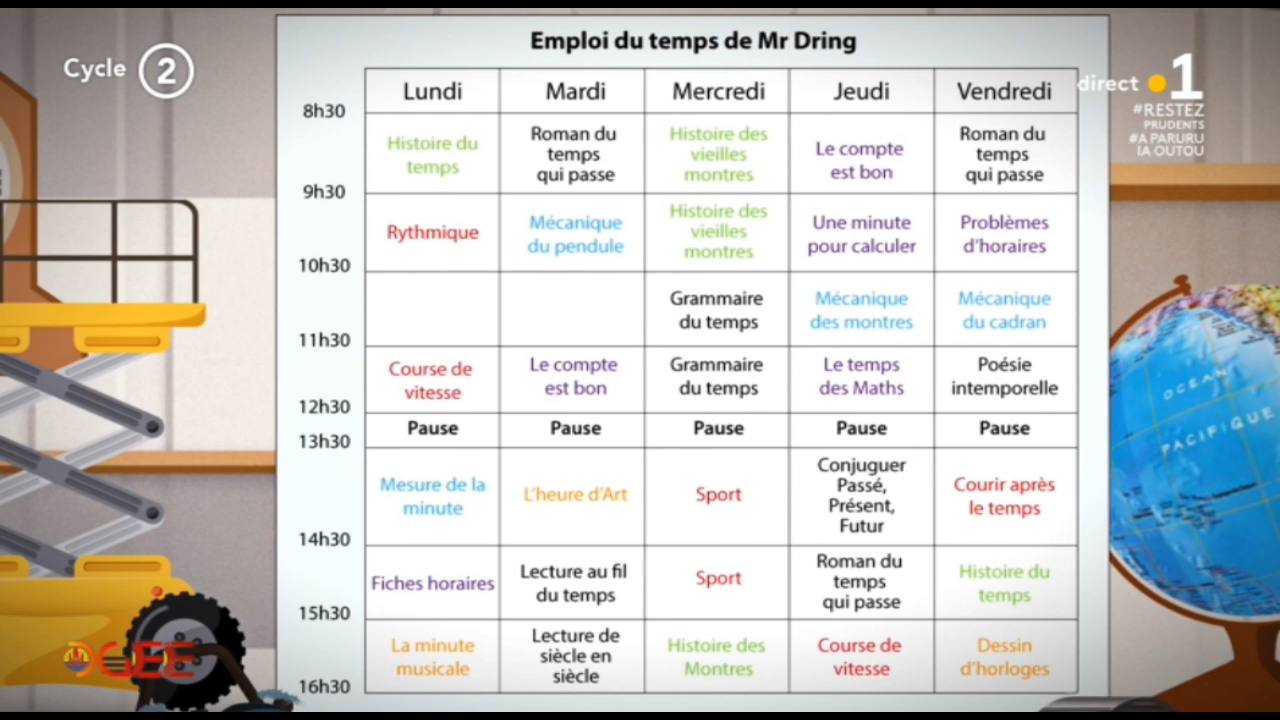 Emploi du temps de Mr Dring
Cycle 2
direct 1
#RESTEZ
PRUDENTS
#A PARURU
IA OUTOU
Lundi Mardi Mercredi Jeudi Vendredi
8h30
Histoire du
temps
Roman du
temps
qui passe
Histoire des
vieilles
montres
Le compte
est bon
Roman du
temps
qui passe
9h30
Rythmique
Mécanique
du pendule
Histoire des
vieilles
montres
Une minute
pour calculer
Problèmes
d'horaires
10h30
Grammaire
du temps
Mécanique
des montres
Mécanique
du cadran
11h30
Course de
vitesse
Le compte
est bon
Grammaire
du temps
Le temps
des Maths
Poésie
intemporelle
12h30
Pause Pause Pause Pause Pause
13h30
Mesure de la
minute
L'heure d'Art
Sport
Conjuguer
Passé,
Présent,
Futur
Courir après
le temps
14h30
Fiches horaires
Lecture au fil
du temps
Sport
Roman du
temps
qui passe
Histoire du
temps
15h30
La minute
musicale
Lecture de
siècle en
siècle
Histoire des
Montres
Course de
vitesse
Dessin
d'horloges
16h30
OCEAN
PACIFIQUE
DGEE